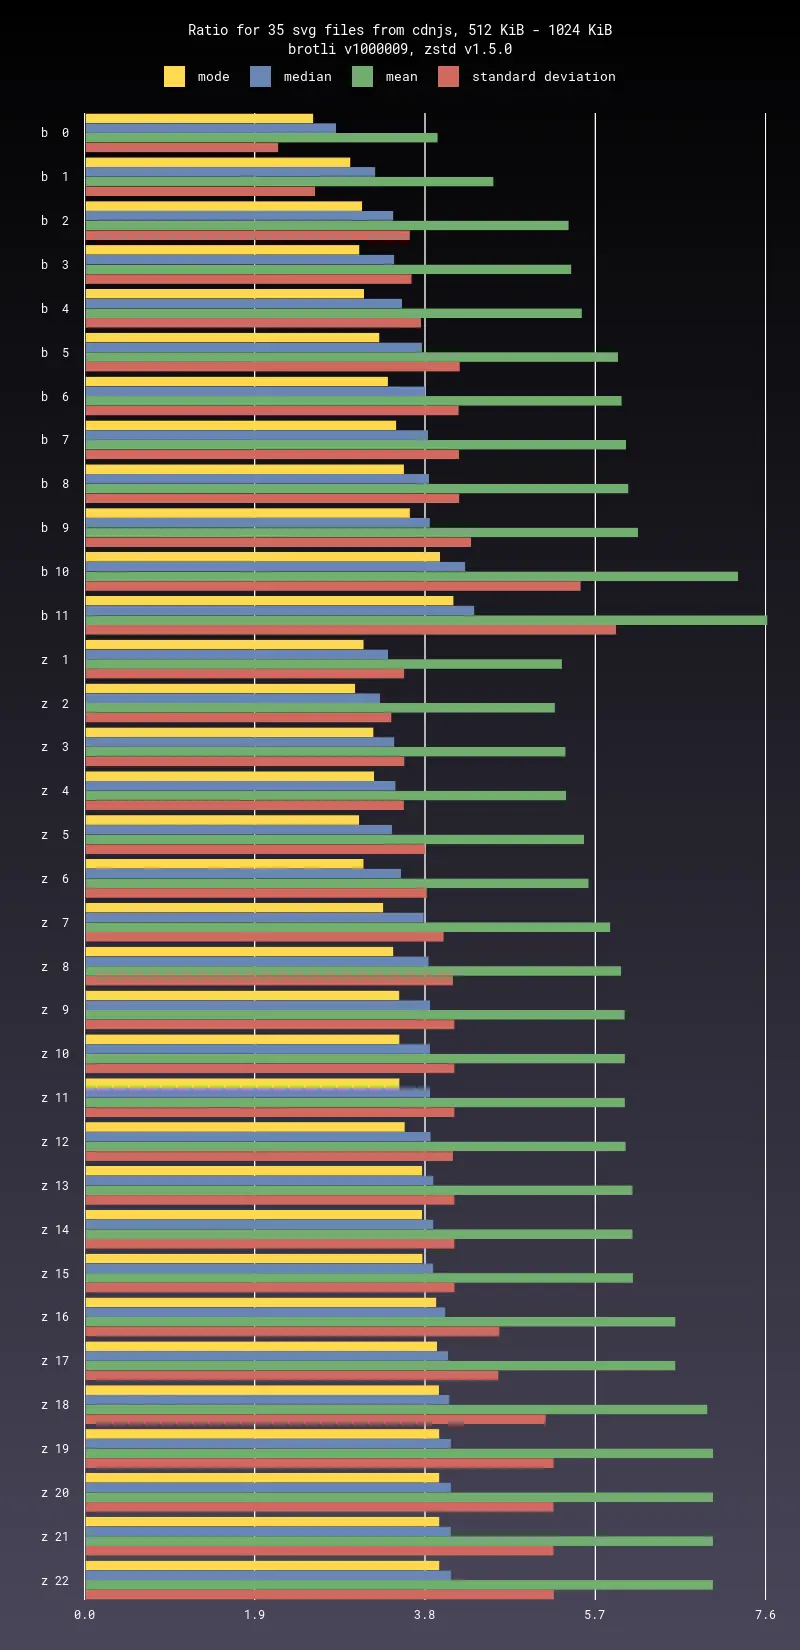 Ratio for 35 svg files from cdnjs, 512 KiB - 1024 KiB
brotli v1000009, zstd v1.5.0
mode median mean standard deviation
b 0
b 1
b 2
b 3
b 4
b 5
b 6
b 7
b 8
b 9
b 10
b 11
z 1
z 2
z 3
z 4
z 5
z 6
z 7
z 8
z 9
z 10
z 11
z 12
z 13
z 14
z 15
z 16
z 17
z 18
z 19
z 20
z 21
z 22
0.0 1.9 3.8 5.7 7.6